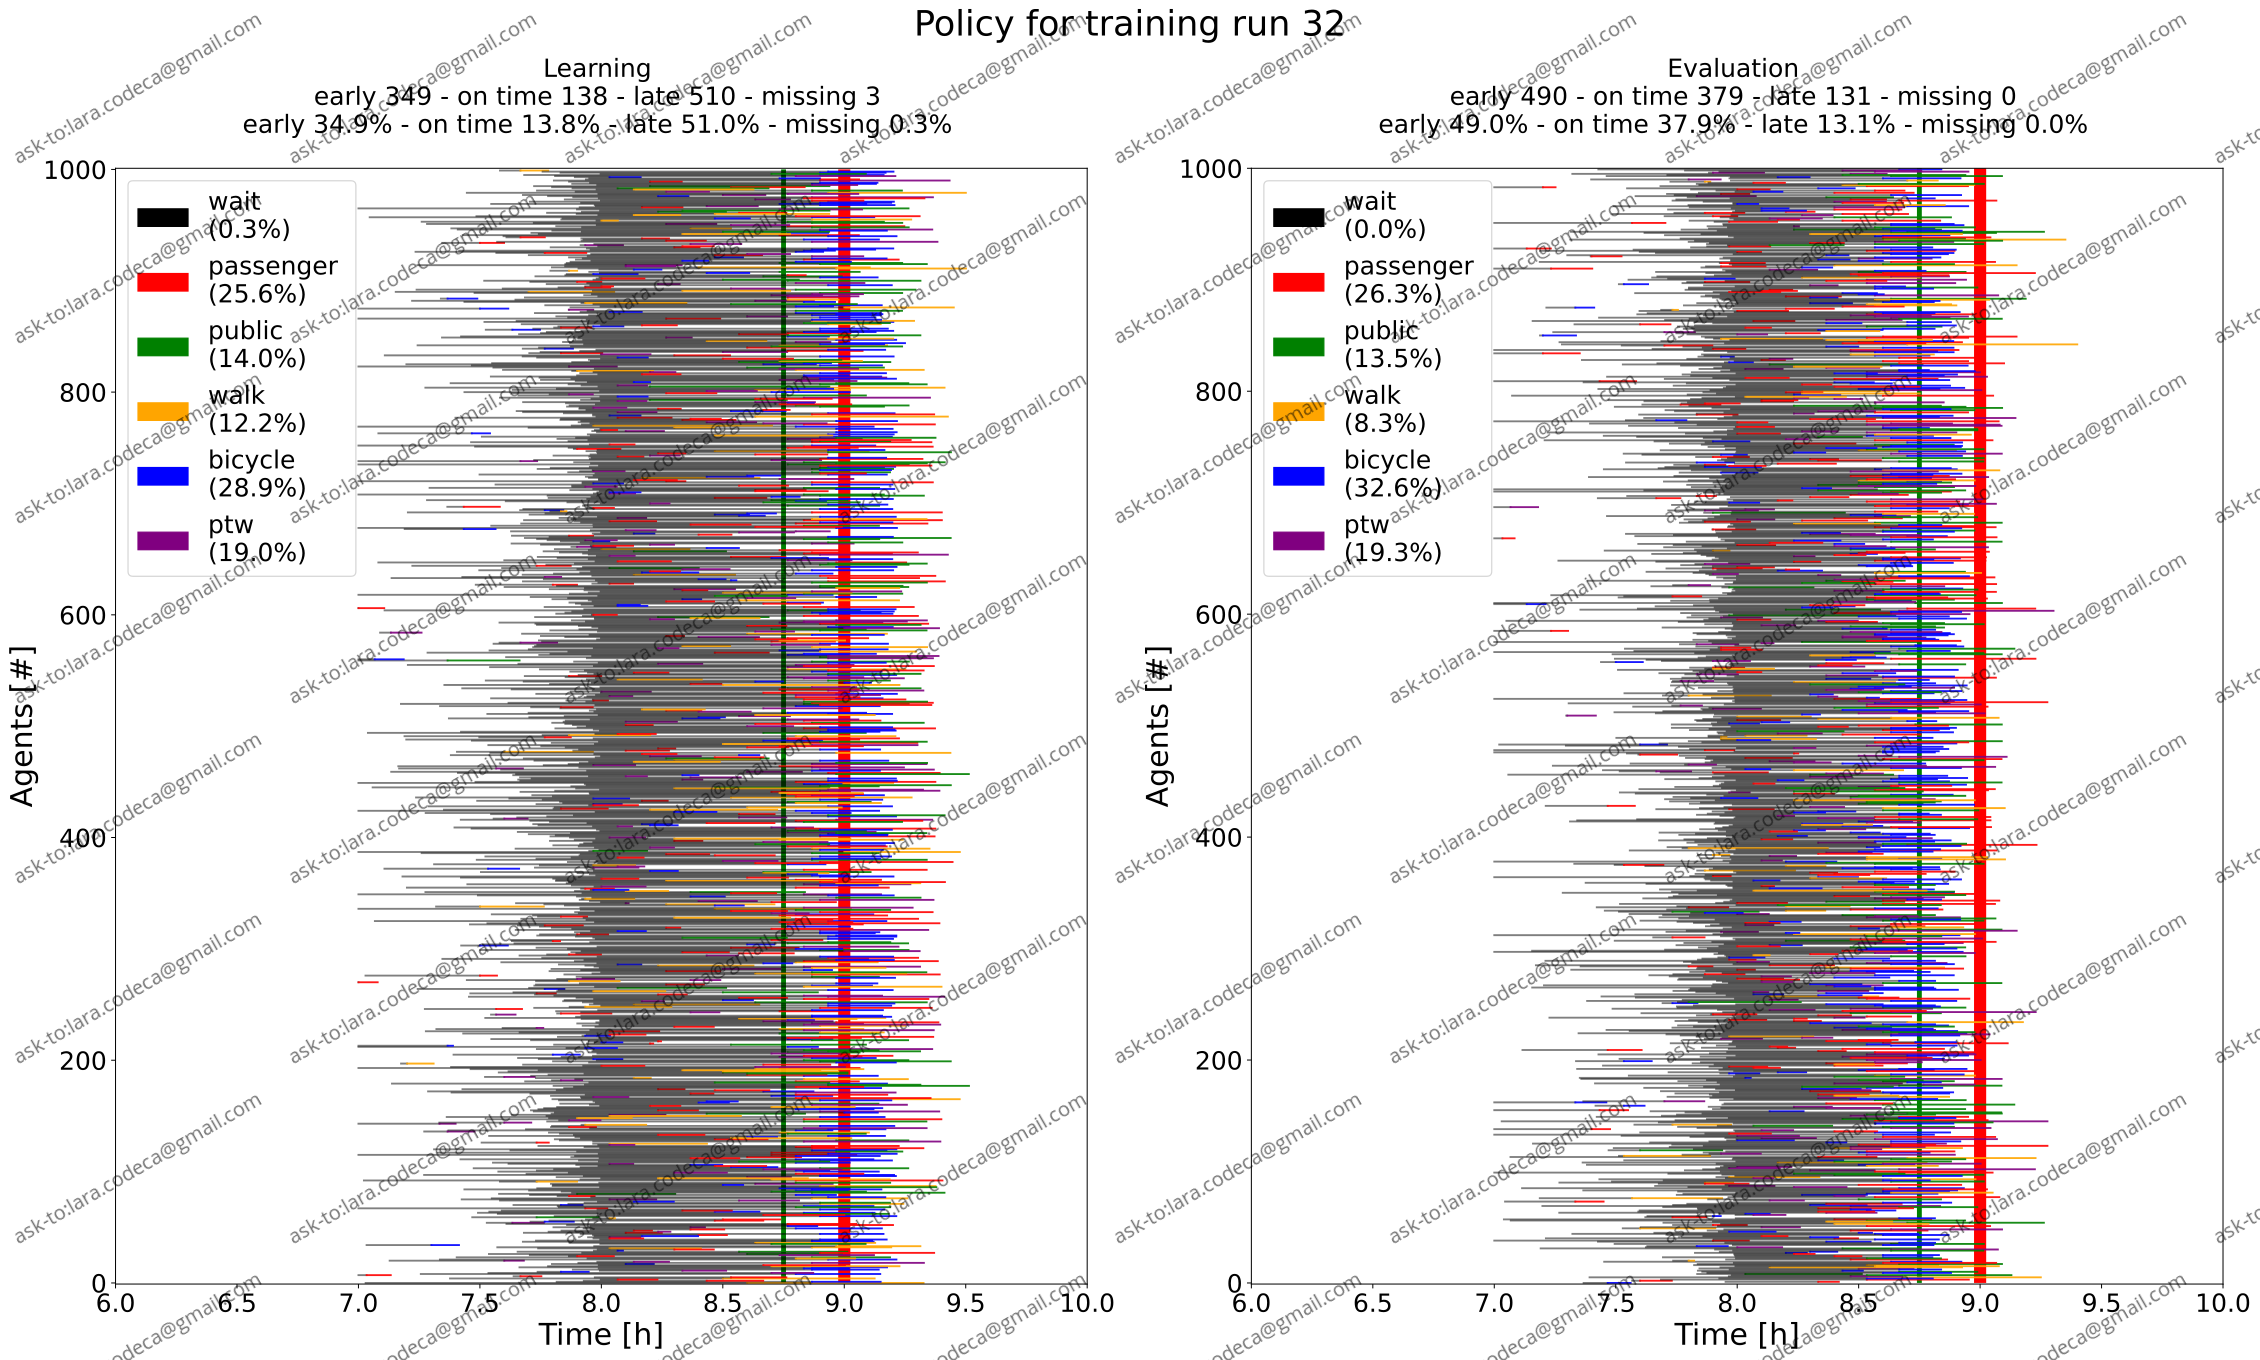 Policy for training run 32
Learning
early 349 - on time 138 - late 510 - missing 3
early 34.9% - on time 13.8% - late 51.0% - missing 0.3%
1000
800
600
400
200
0
Agents [#]
wait
(0.3%)
passenger
(25.6%)
public
(14.0%)
walk
(12.2%)
bicycle
(28.9%)
ptw
(19.0%)
6.0 6.5 7.0 7.5 8.0 8.5 9.0 9.5 10.0
Time [h]
Evaluation
early 490 - on time 379 - late 131 - missing 0
early 49.0% - on time 37.9% - late 13.1% - missing 0.0%
1000
800
600
400
200
0
Agents [#]
wait
(0.0%)
passenger
(26.3%)
public
(13.5%)
walk
(8.3%)
bicycle
(32.6%)
ptw
(19.3%)
6.0 6.5 7.0 7.5 8.0 8.5 9.0 9.5 10.0
Time [h]
ask-to:lara.codeca@gmail.com